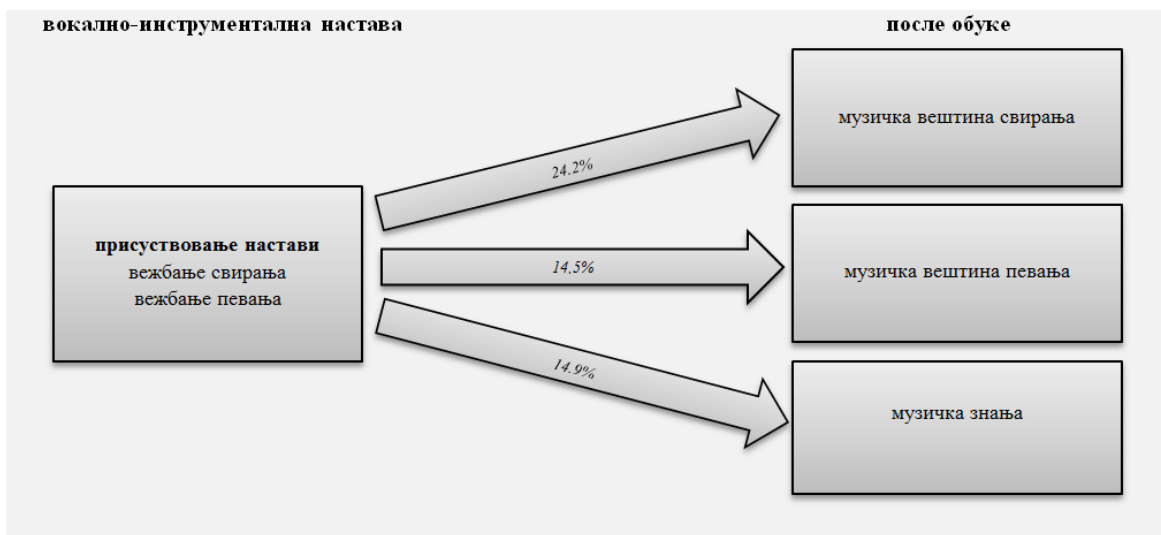 вокално-инструментална настава
после обуке
присуствовање настави
вежбање свирања
вежбање певања
24.2%
музичка вештина свирања
14.5%
музичка вештина певања
14.9%
музичка знања